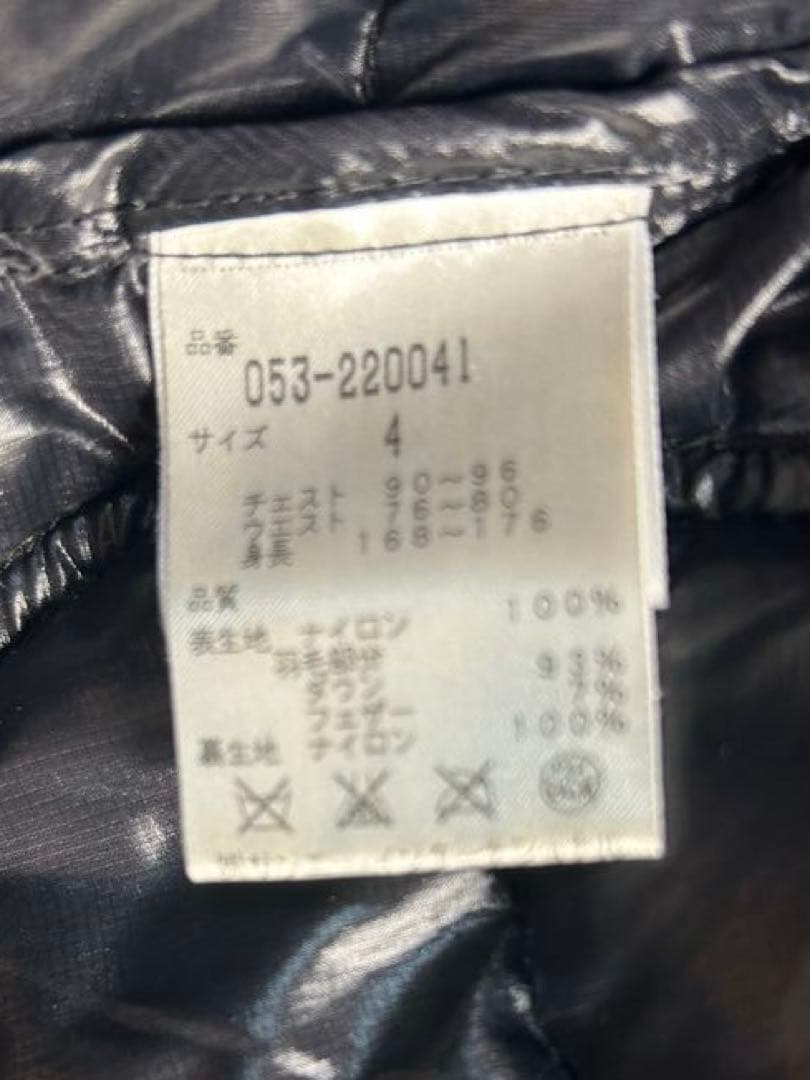 品番
053-220041
サイズ 4
チェスト 90～96
ウエスト 76～80
身長 168～176
品質
表生地 ナイロン 100%
羽毛部分
ダウン 93%
フェザー 7%
裏生地 ナイロン 100%